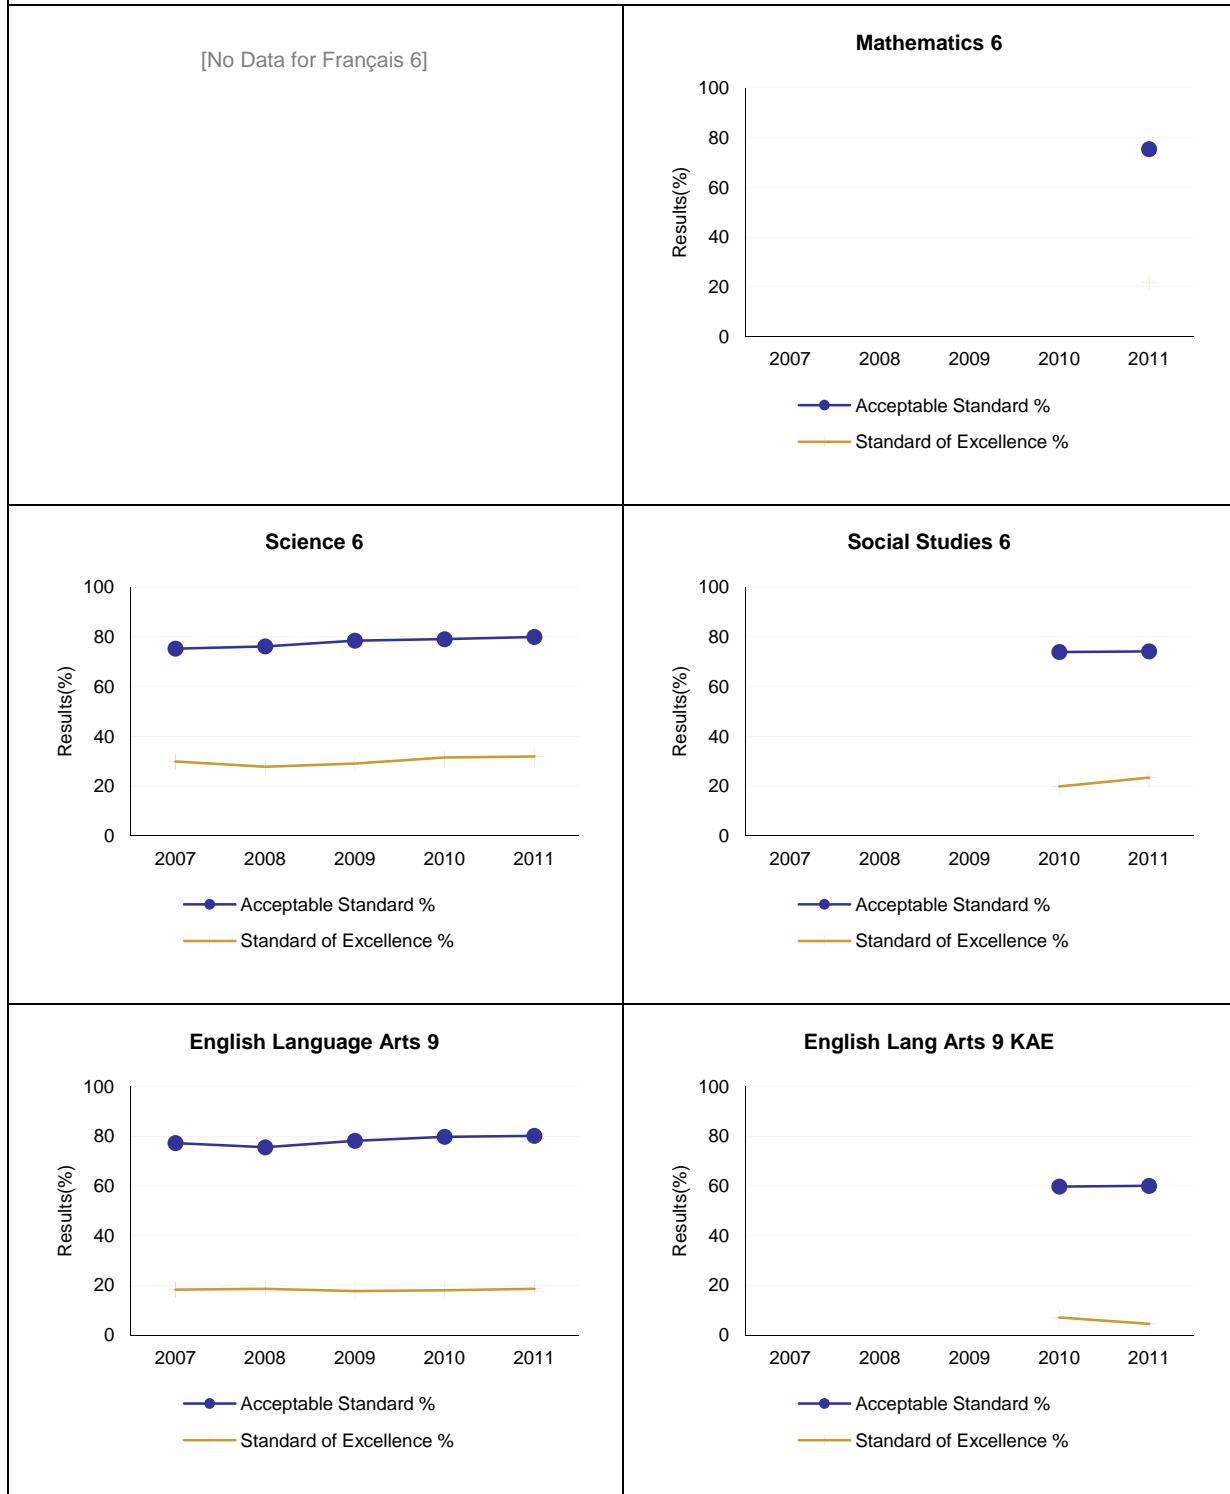 [No Data for Français 6]
Mathematics 6
100
80
60
40
20
0
Results(%)
2007 2008 2009 2010 2011
Acceptable Standard %
Standard of Excellence %
Science 6
100
80
60
40
20
0
Results(%)
2007 2008 2009 2010 2011
Acceptable Standard %
Standard of Excellence %
Social Studies 6
100
80
60
40
20
0
Results(%)
2007 2008 2009 2010 2011
Acceptable Standard %
Standard of Excellence %
English Language Arts 9
100
80
60
40
20
0
Results(%)
2007 2008 2009 2010 2011
Acceptable Standard %
Standard of Excellence %
English Lang Arts 9 KAE
100
80
60
40
20
0
Results(%)
2007 2008 2009 2010 2011
Acceptable Standard %
Standard of Excellence %